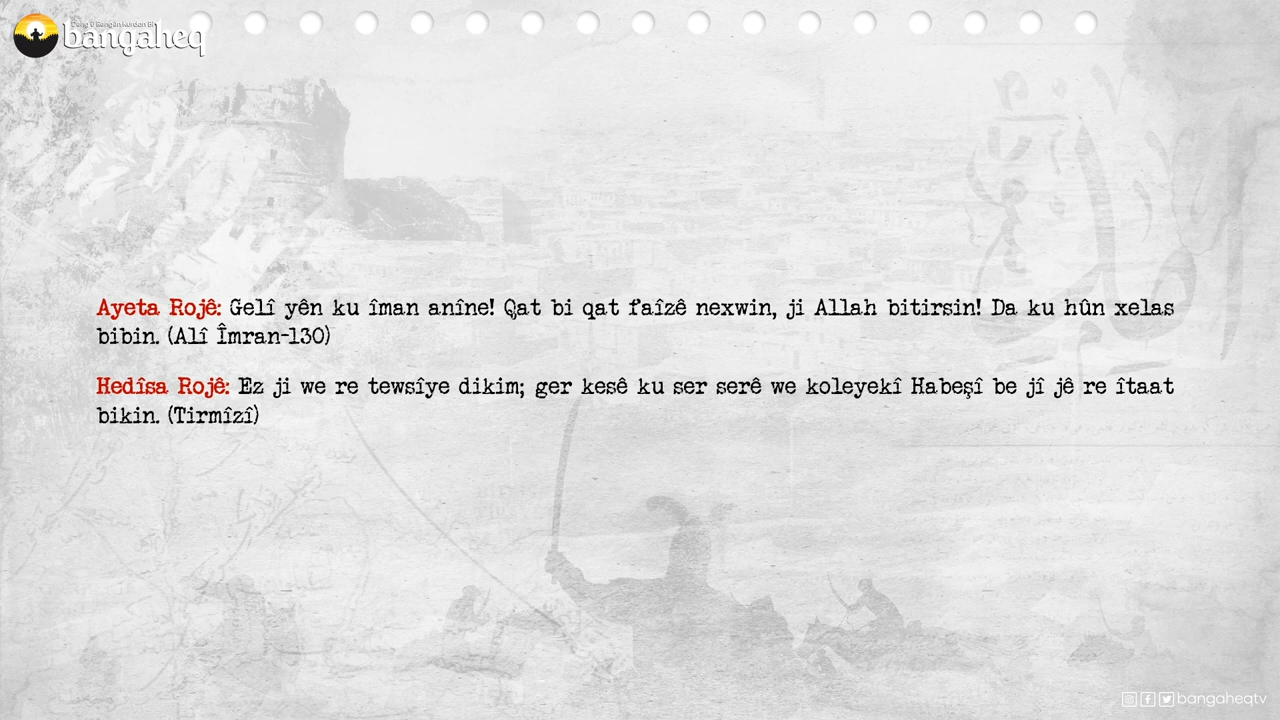 bangaheq
Ayeta Rojê: Gelî yên ku îman anîne! Qat bi qat faîzê nexwin, ji Allah bitirsin! Da ku hûn xelas
bibin. (Alî Îmran-130)
Hedîsa Rojê: Ez ji we re tewsîye dikim; ger kesê ku ser serê we koleyekî Habeşî be jî jê re îtaat
bikin. (Tirmîzî)
bangaheqtv